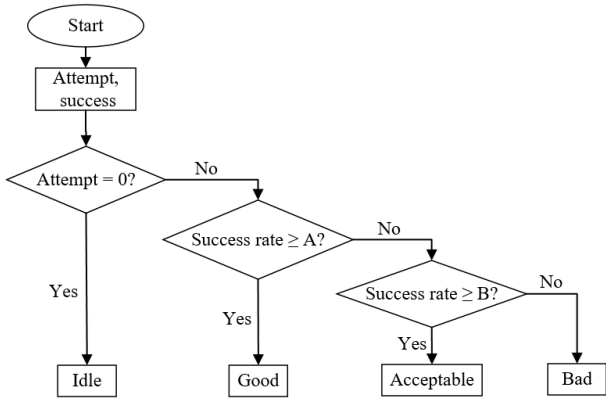 Start
Attempt,
success
Attempt = 0?
No
Success rate ≥ A?
No
Success rate ≥ B?
No
Yes
Yes
Yes
Idle
Good
Acceptable
Bad